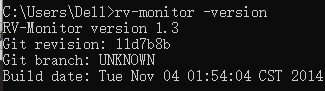 C:\Users\Dell>rv-monitor -version
RV-Monitor version 1.3
Git revision: 11d7b8b
Git branch: UNKNOWN
Build date: Tue Nov 04 01:54:04 CST 2014